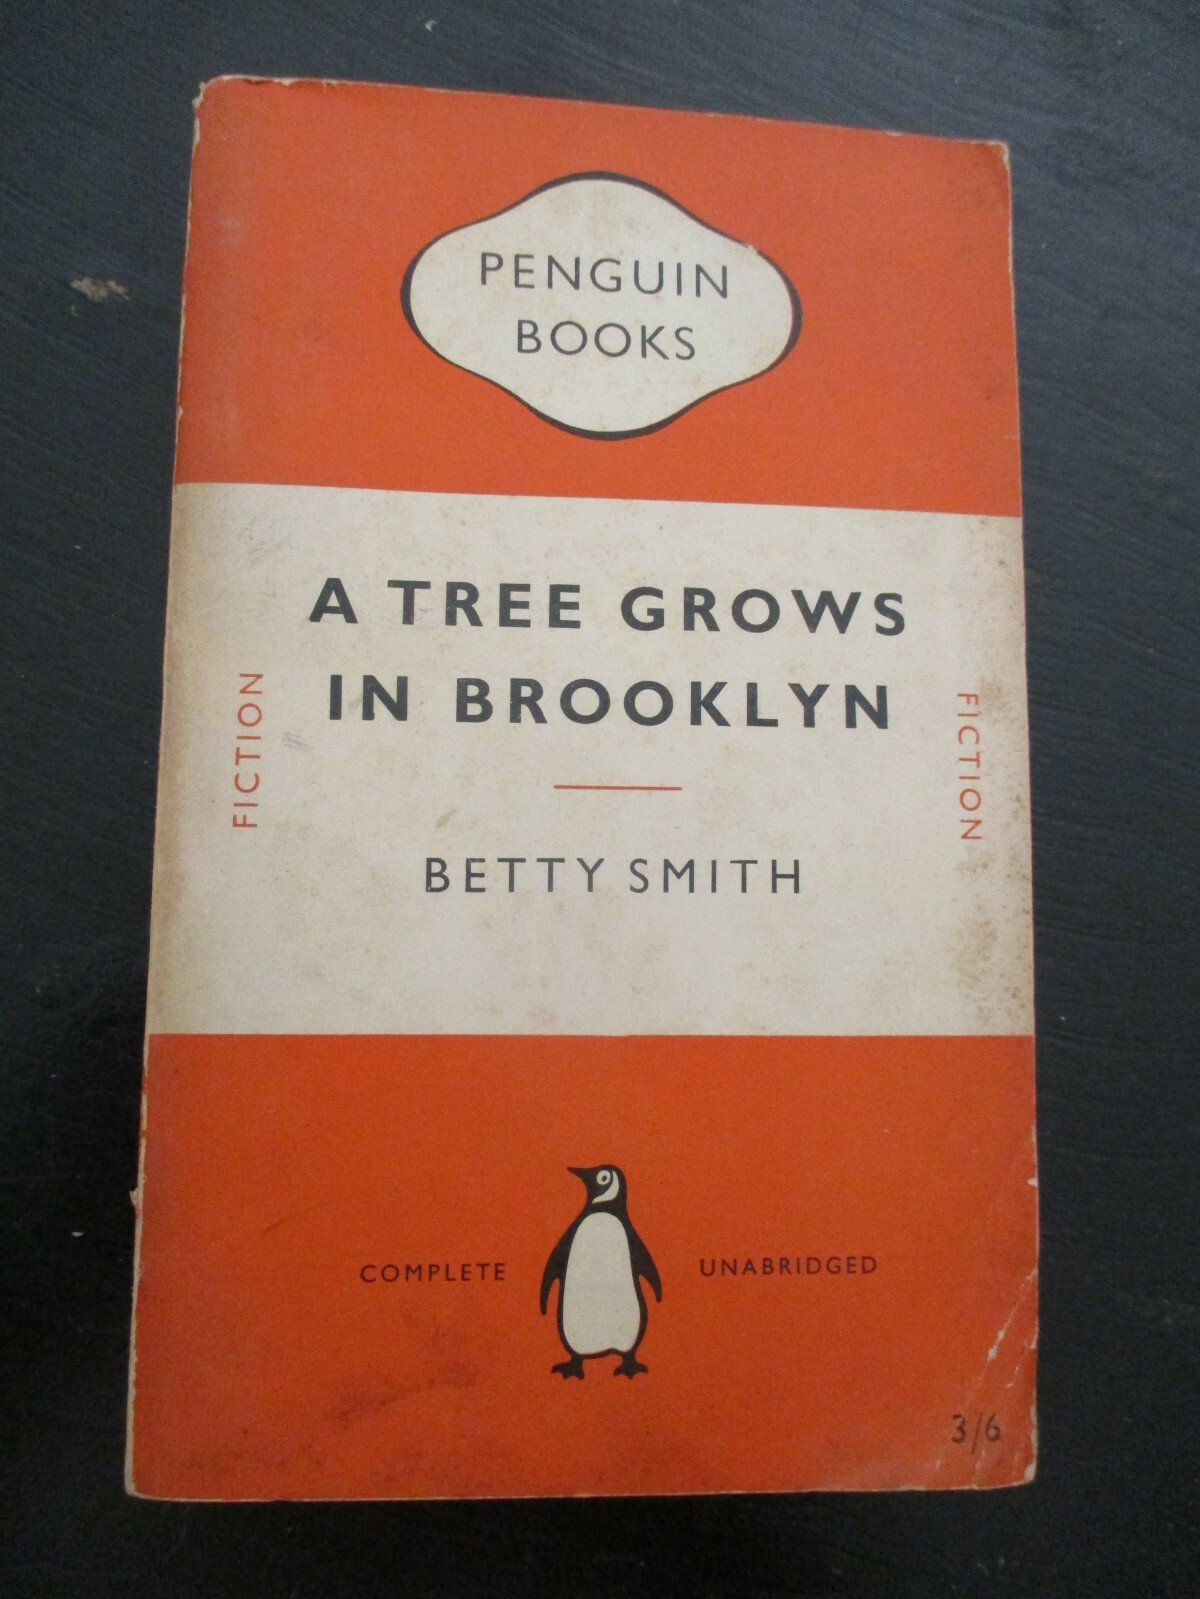 PENGUIN
BOOKS
A TREE GROWS
IN BROOKLYN
FICTION
FICTION
BETTY SMITH
COMPLETE
UNABRIDGED
3/6